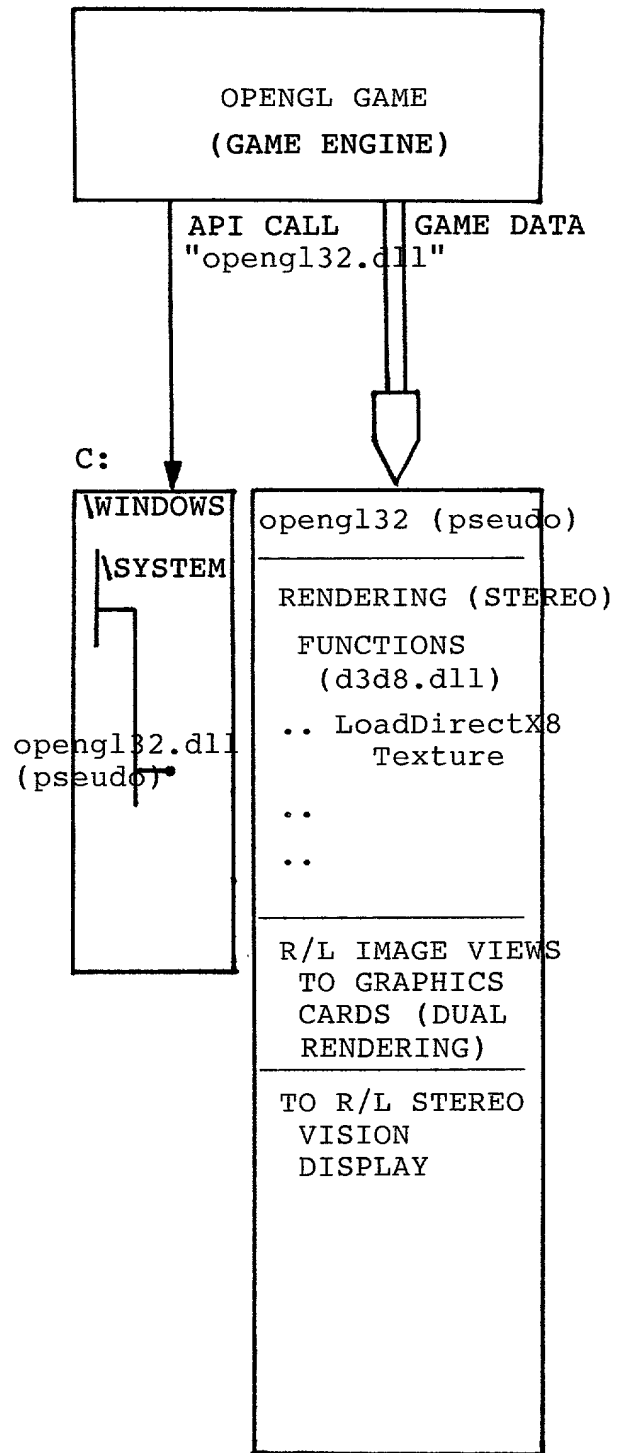 OPENGL GAME
(GAME ENGINE)
API CALL
"opengl32.dll"
GAME DATA
C:
\WINDOWS
\SYSTEM
opengl32.dll
(pseudo)
opengl32 (pseudo)
RENDERING (STEREO)
FUNCTIONS
(d3d8.dll)
.. LoadDirectX8
Texture
..
..
R/L IMAGE VIEWS
TO GRAPHICS
CARDS (DUAL
RENDERING)
TO R/L STEREO
VISION
DISPLAY